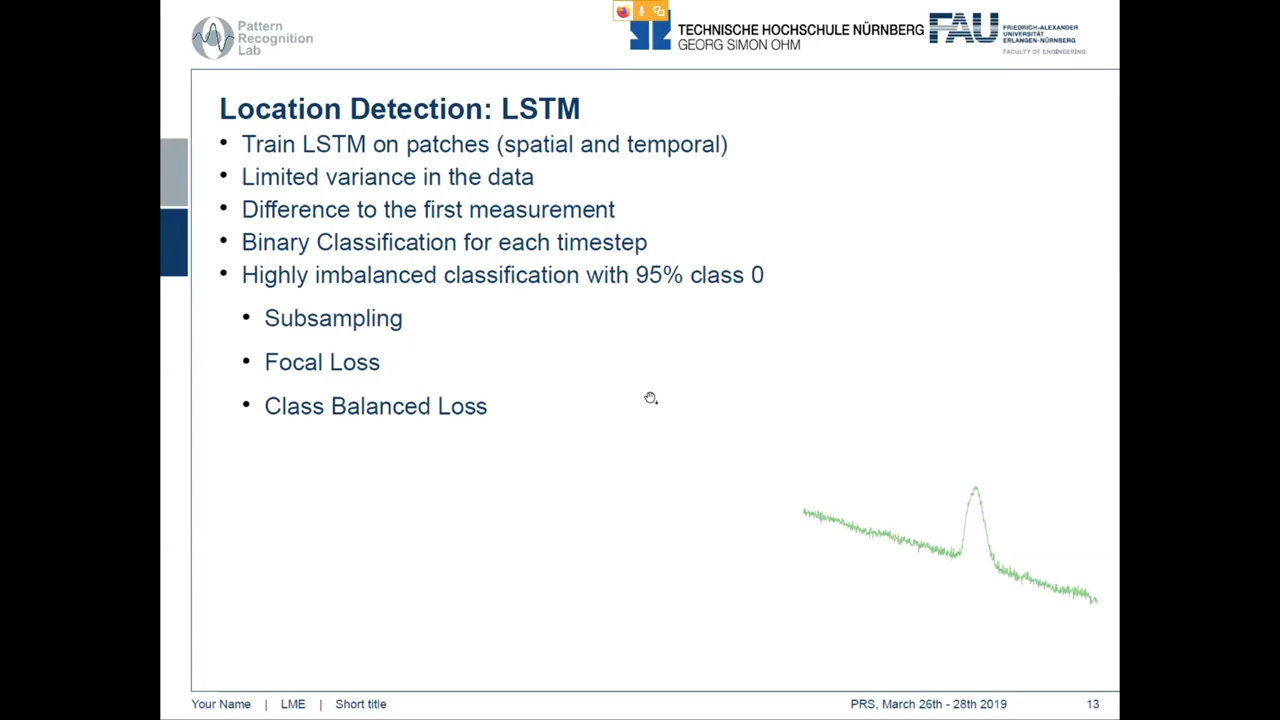 Pattern
Recognition
Lab
TECHNISCHE HOCHSCHULE NÜRNBERG
GEORG SIMON OHM
FAU
FRIEDRICH-ALEXANDER
UNIVERSITÄT
ERLANGEN-NÜRNBERG
FACULTY OF ENGINEERING
Location Detection: LSTM
• Train LSTM on patches (spatial and temporal)
• Limited variance in the data
• Difference to the first measurement
• Binary Classification for each timestep
• Highly imbalanced classification with 95% class 0
• Subsampling
• Focal Loss
• Class Balanced Loss
Your Name | LME | Short title
PRS, March 26th - 28th 2019 13